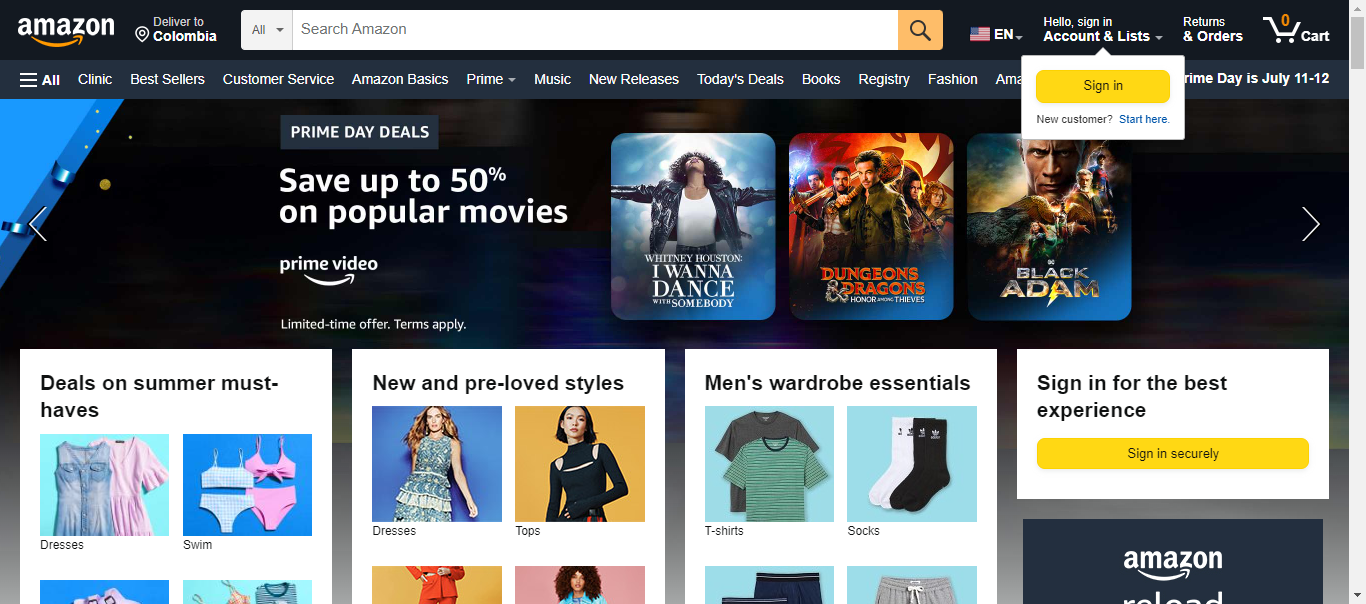 amazon
Deliver to
Colombia
All
Search Amazon
EN
Hello, sign in
Account & Lists
Returns
& Orders
0
Cart
All
Clinic
Best Sellers
Customer Service
Amazon Basics
Prime
Music
New Releases
Today's Deals
Books
Registry
Fashion
Ama
rime Day is July 11-12
Sign in
New customer? Start here.
PRIME DAY DEALS
Save up to 50%
on popular movies
prime video
Limited-time offer. Terms apply.
WHITNEY HOUSTON:
I WANNA
DANCE
WITH SOMEBODY
DUNGEONS
& DRAGONS
HONOR AMONG THIEVES
DC
BLACK
ADAM
Deals on summer must-
haves
Dresses
Swim
New and pre-loved styles
Dresses
Tops
Men's wardrobe essentials
T-shirts
Socks
Sign in for the best
experience
Sign in securely
amazon
reload